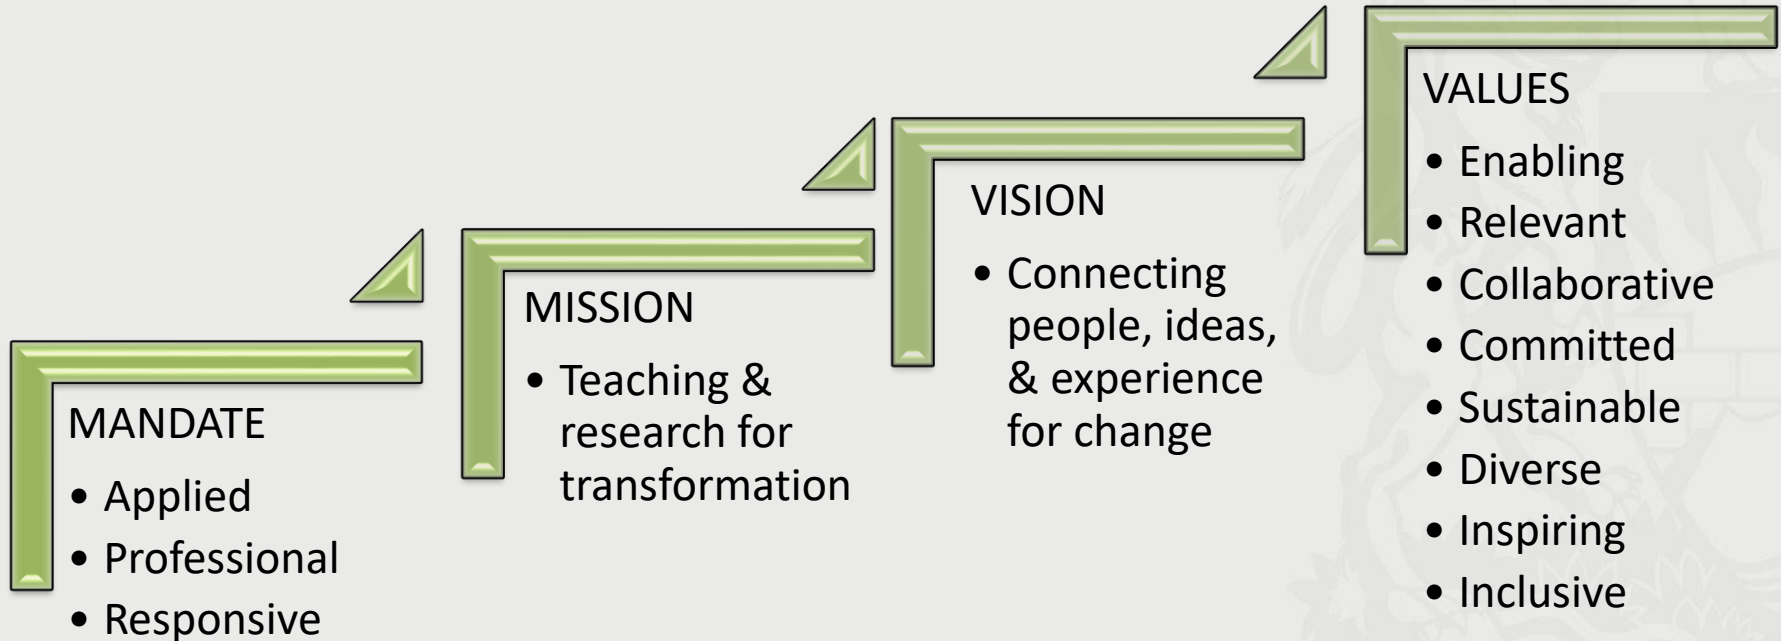 MANDATE
• Applied
• Professional
• Responsive
MISSION
• Teaching &
research for
transformation
VISION
• Connecting
people, ideas,
& experience
for change
VALUES
• Enabling
• Relevant
• Collaborative
• Committed
• Sustainable
• Diverse
• Inspiring
• Inclusive